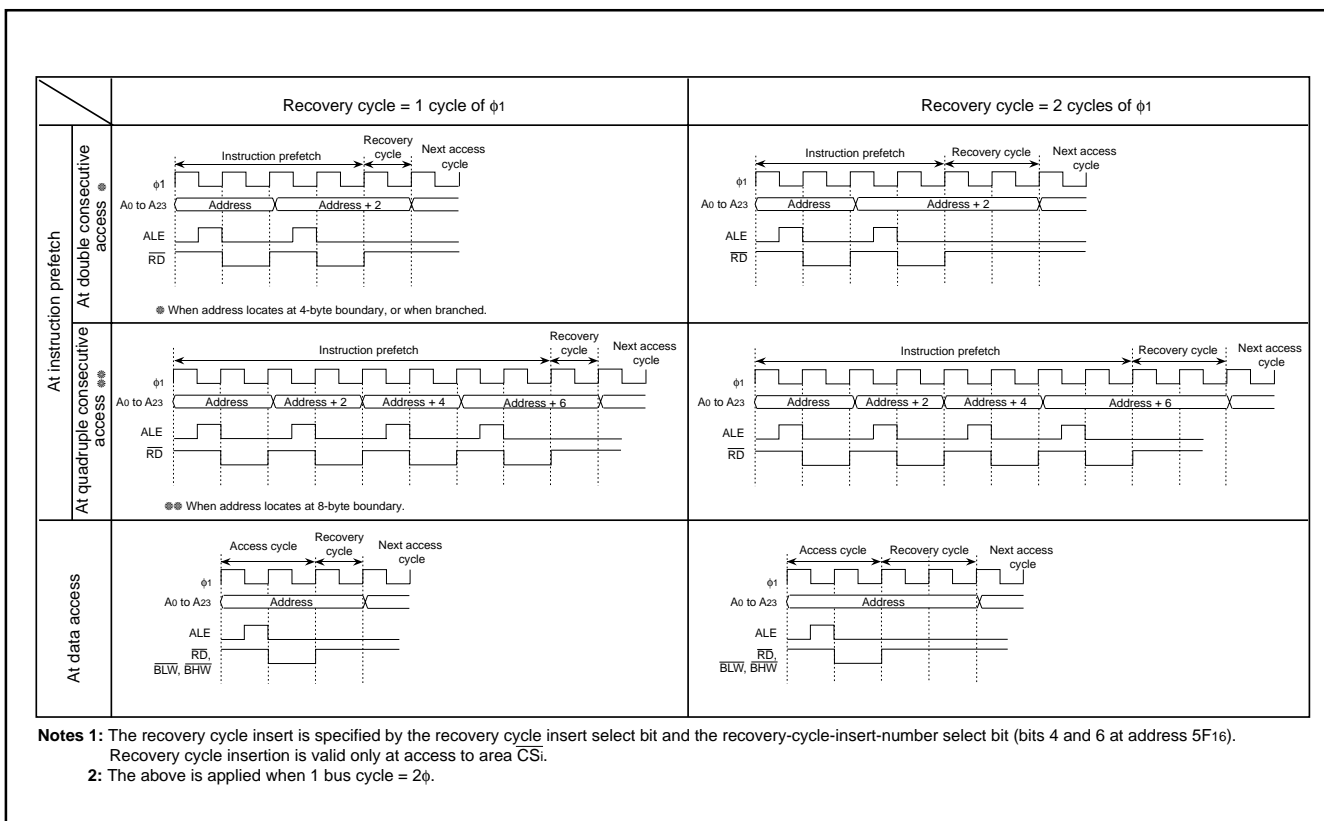 Recovery cycle = 1 cycle of φ1
Recovery cycle = 2 cycles of φ1
At instruction prefetch
At double consecutive
access ※
Instruction prefetch
Recovery
cycle
Next access
cycle
φ1
A0 to A23
Address
Address + 2
ALE
RD
※ When address locates at 4-byte boundary, or when branched.
Instruction prefetch
Recovery cycle
Next access
cycle
φ1
A0 to A23
Address
Address + 2
ALE
RD
At quadruple consecutive
access ※※
Instruction prefetch
Recovery
cycle
Next access
cycle
φ1
A0 to A23
Address
Address + 2
Address + 4
Address + 6
ALE
RD
※※ When address locates at 8-byte boundary.
Instruction prefetch
Recovery cycle
Next access
cycle
φ1
A0 to A23
Address
Address + 2
Address + 4
Address + 6
ALE
RD
At data access
Access cycle
Recovery
cycle
Next access
cycle
φ1
A0 to A23
Address
ALE
RD,
BLW, BHW
Access cycle
Recovery cycle
Next access
cycle
φ1
A0 to A23
Address
ALE
RD,
BLW, BHW
Notes 1: The recovery cycle insert is specified by the recovery cycle insert select bit and the recovery-cycle-insert-number select bit (bits 4 and 6 at address 5F16).
Recovery cycle insertion is valid only at access to area CSi.
2: The above is applied when 1 bus cycle = 2φ.